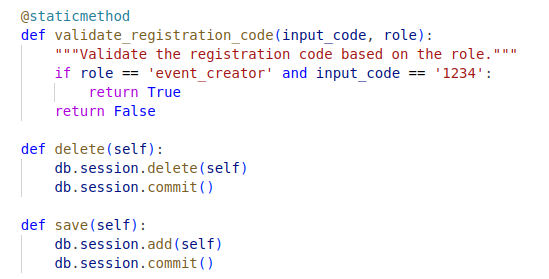 @staticmethod
def validate_registration_code(input_code, role):
    """Validate the registration code based on the role."""
    if role == 'event_creator' and input_code == '1234':
        return True
    return False

def delete(self):
    db.session.delete(self)
    db.session.commit()

def save(self):
    db.session.add(self)
    db.session.commit()